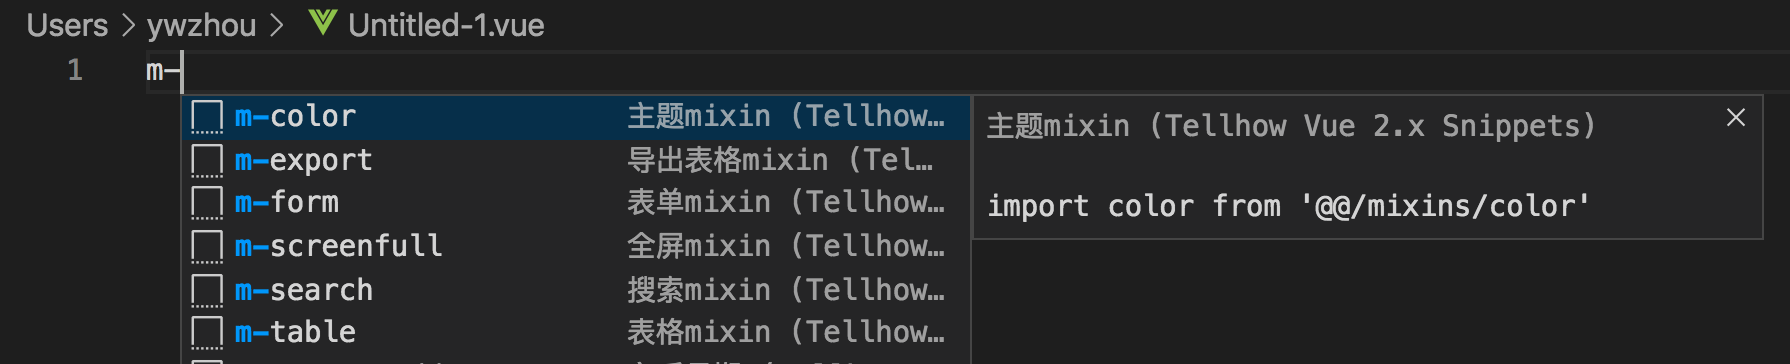 Users > ywzhou > Untitled-1.vue
1 m-
m-color 主题mixin (Tellhow…
m-export 导出表格mixin (Tel…
m-form 表单mixin (Tellhow…
m-screenfull 全屏mixin (Tellhow…
m-search 搜索mixin (Tellhow…
m-table 表格mixin (Tellhow…
主题mixin (Tellhow Vue 2.x Snippets)
import color from '@@/mixins/color'